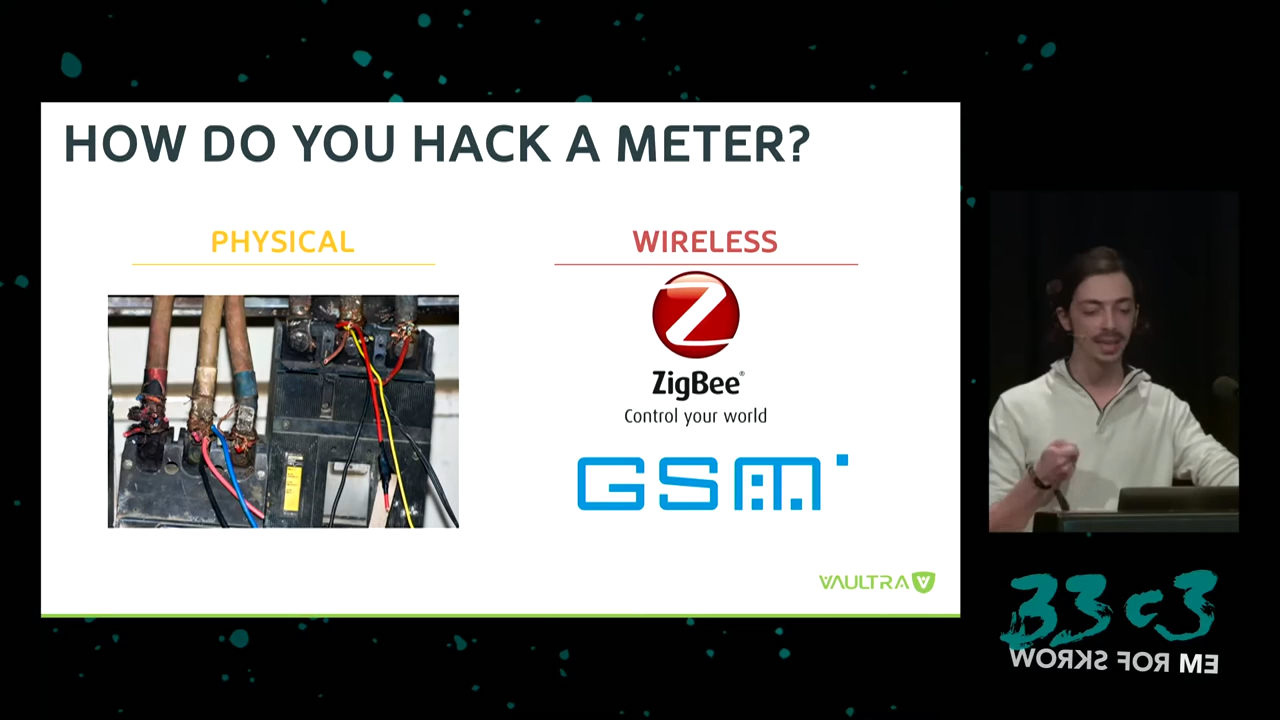 HOW DO YOU HACK A METER?
PHYSICAL
WIRELESS
ZigBee®
Control your world
GSM
VAULTRA
33c3
WORKS FOR ME